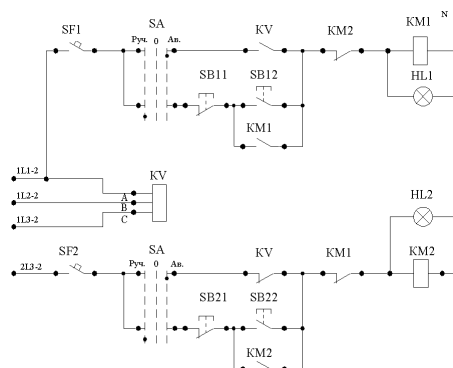 SF1 SA KV KM2 KM1 N
Руч. 0 Ав.
SB11 SB12 HL1
KM1
1L1-2 KV
1L2-2 A
B
1L3-2 C
HL2
SF2 SA KV KM1 KM2
2L3-2 Руч. 0 Ав.
SB21 SB22
KM2